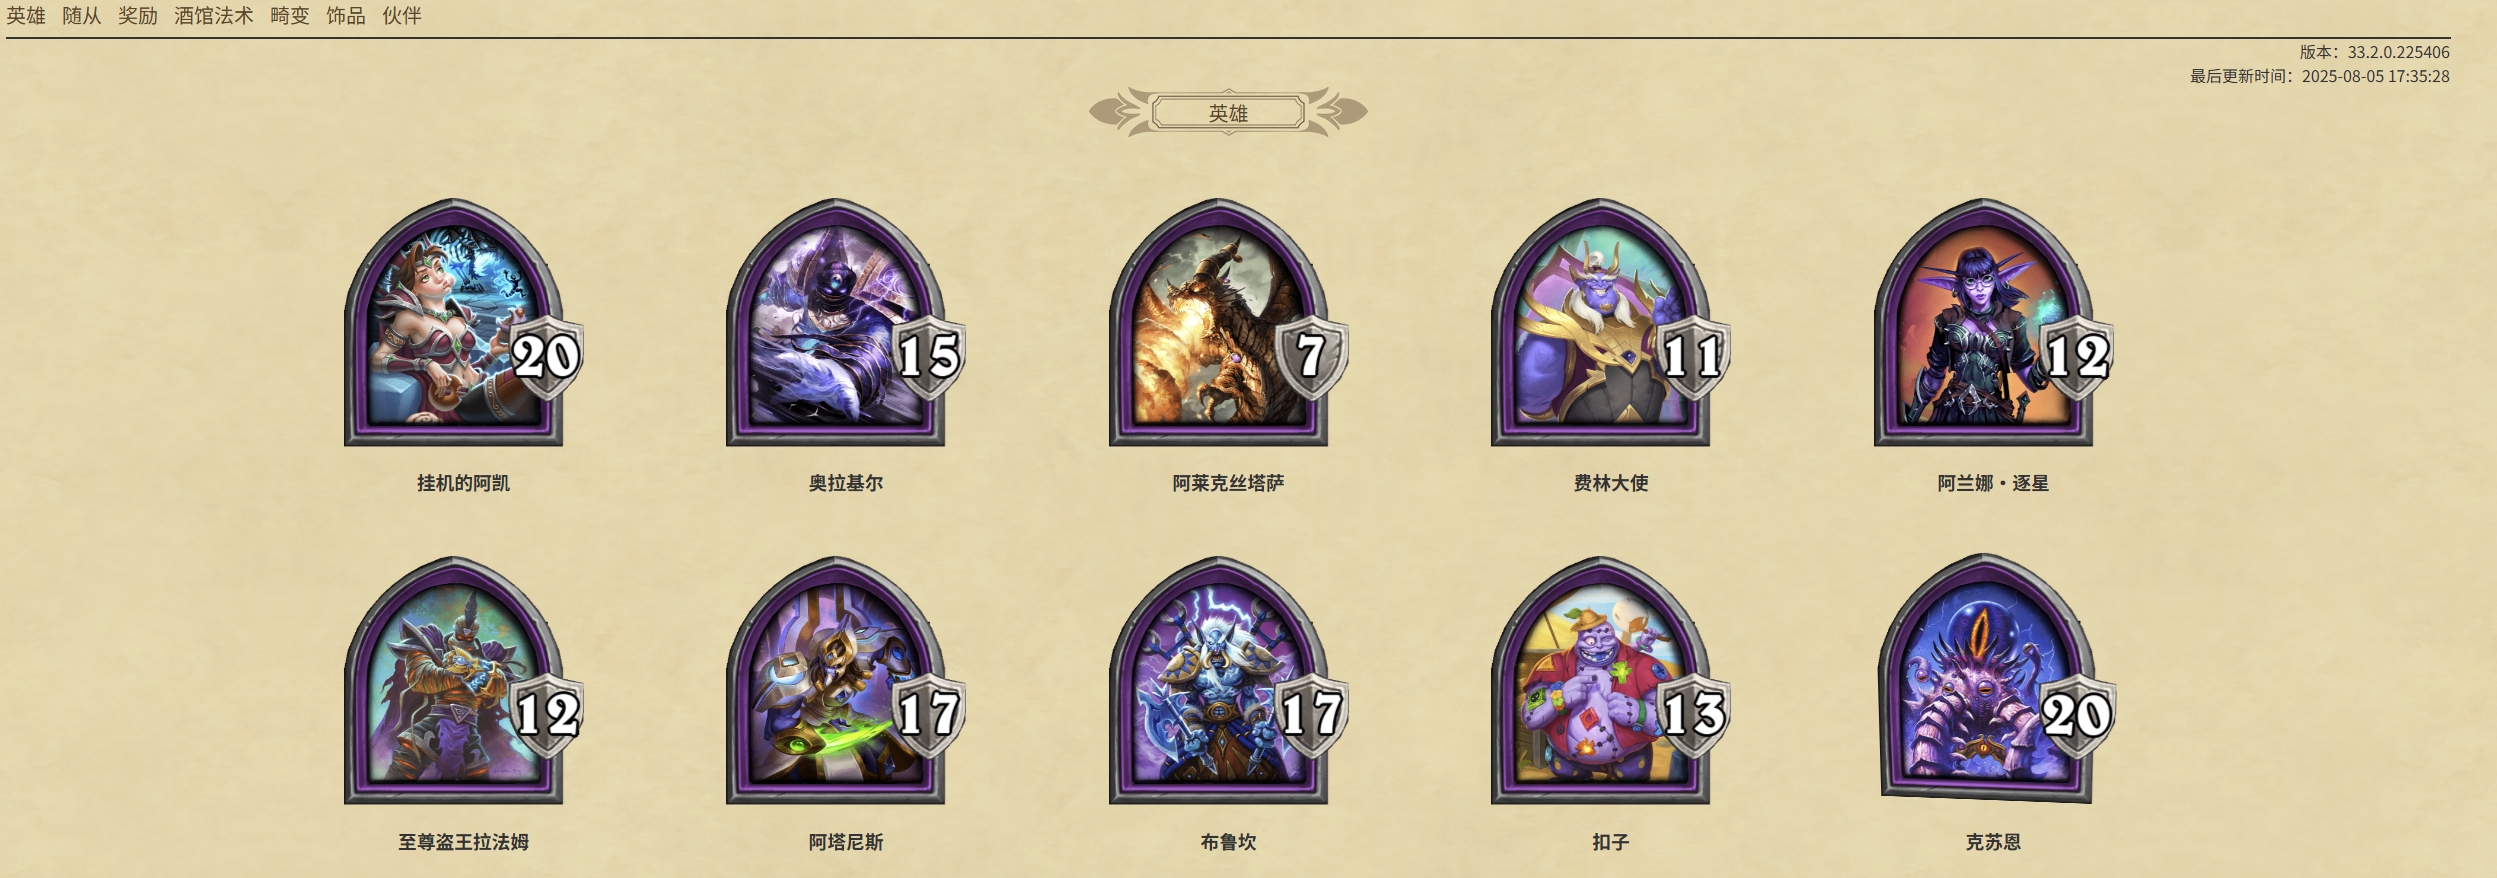 英雄 随从 奖励 酒馆法术 畸变 饰品 伙伴
版本：33.2.0.225406
最后更新时间：2025-08-05 17:35:28
英雄
20 15 7 11 12
挂机的阿凯 奥拉基尔 阿莱克丝塔萨 费林大使 阿兰娜·逐星
12 17 17 13 20
至尊盗王拉法姆 阿塔尼斯 布鲁坎 扣子 克苏恩